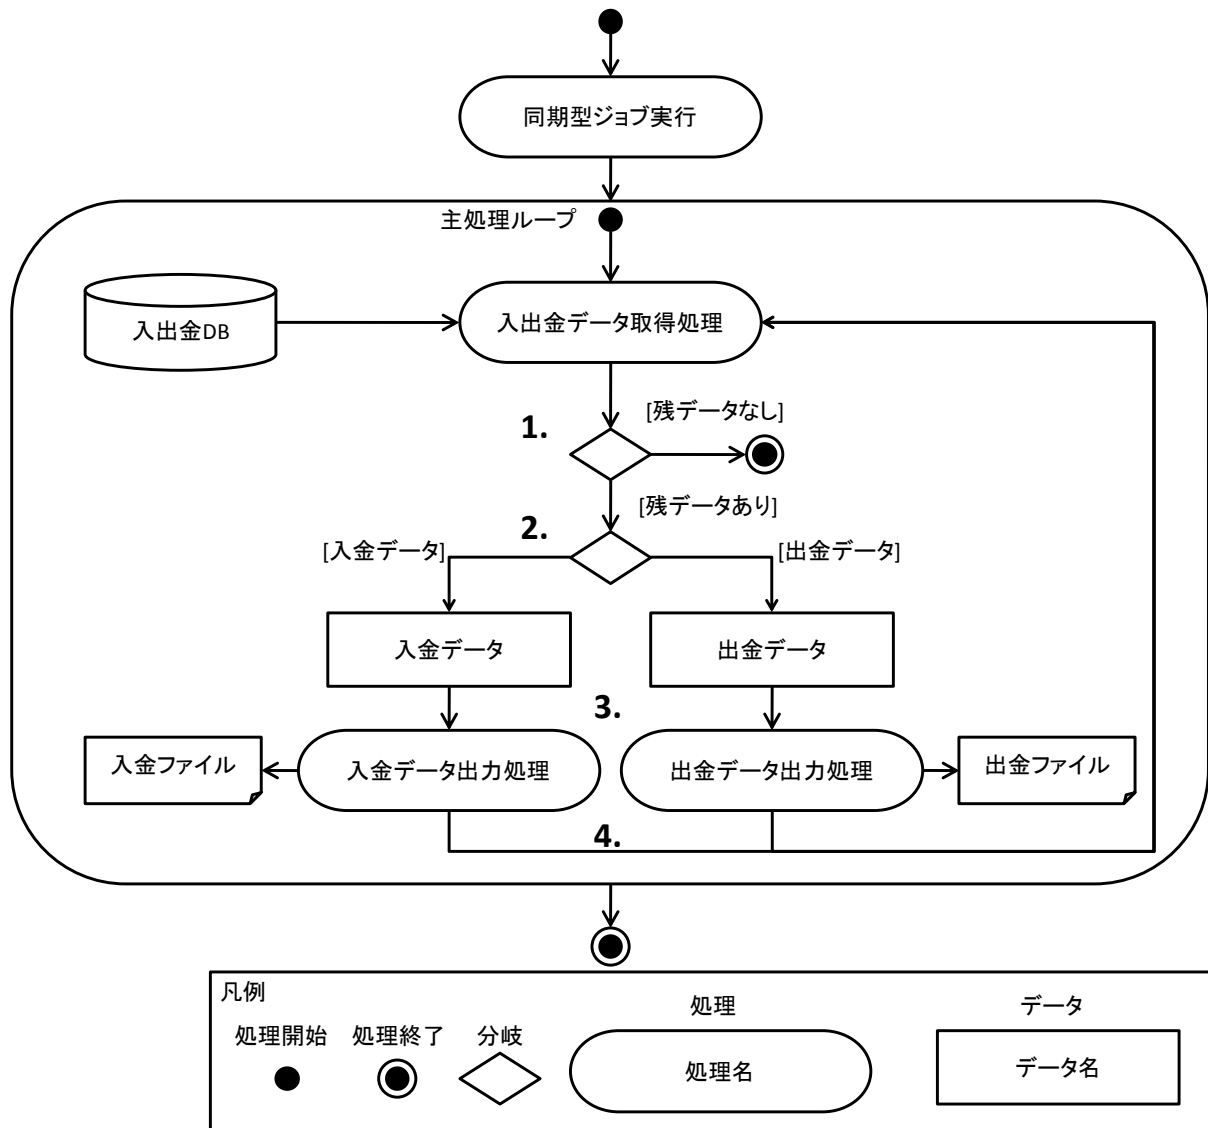 同期型ジョブ実行
主処理ループ
入出金DB
入出金データ取得処理
[残データなし]
1.
[残データあり]
2.
[入金データ]
[出金データ]
入金データ
出金データ
3.
入金ファイル
入金データ出力処理
出金データ出力処理
出金ファイル
4.
凡例
処理
データ
処理開始
処理終了
分岐
処理名
データ名